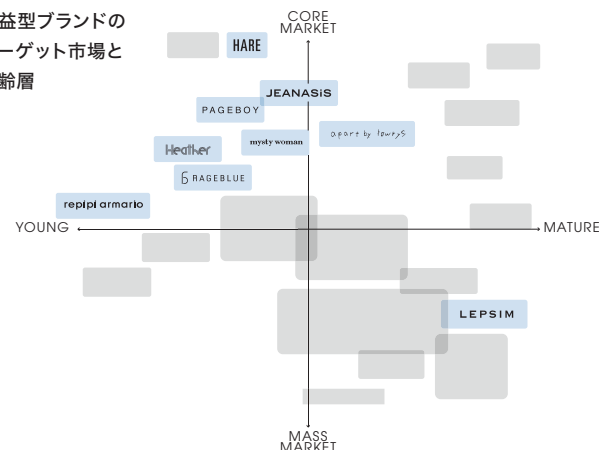 益型ブランドの
ーゲット市場と
齢層
CORE
MARKET
HARE
JEANASiS
PAGEBOY
apart by lowrys
mysty woman
Heather
RAGEBLUE
repipi armario
YOUNG
MATURE
LEPSIM
MASS
MARKET